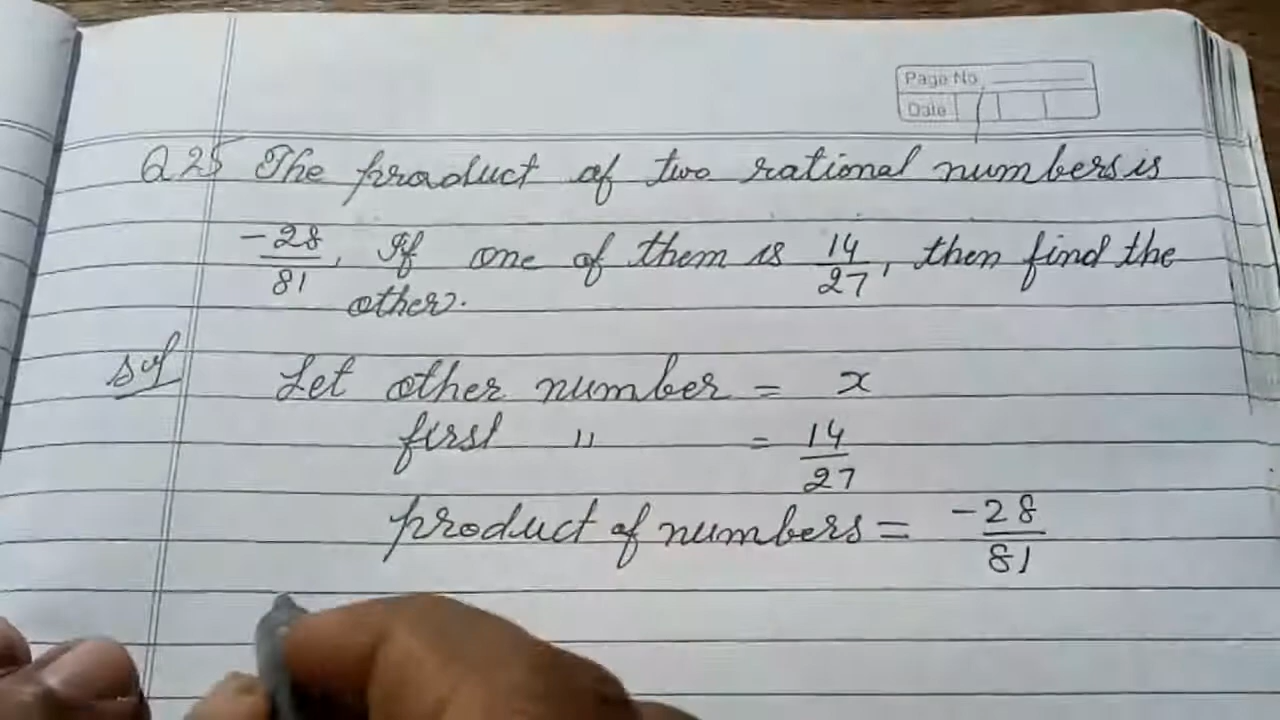 Page No
Date
Q25 The product of two rational numbers is
-28/81, If one of them is 14/27, then find the
other.
Sol Let other number = x
first " = 14/27
product of numbers = -28/81